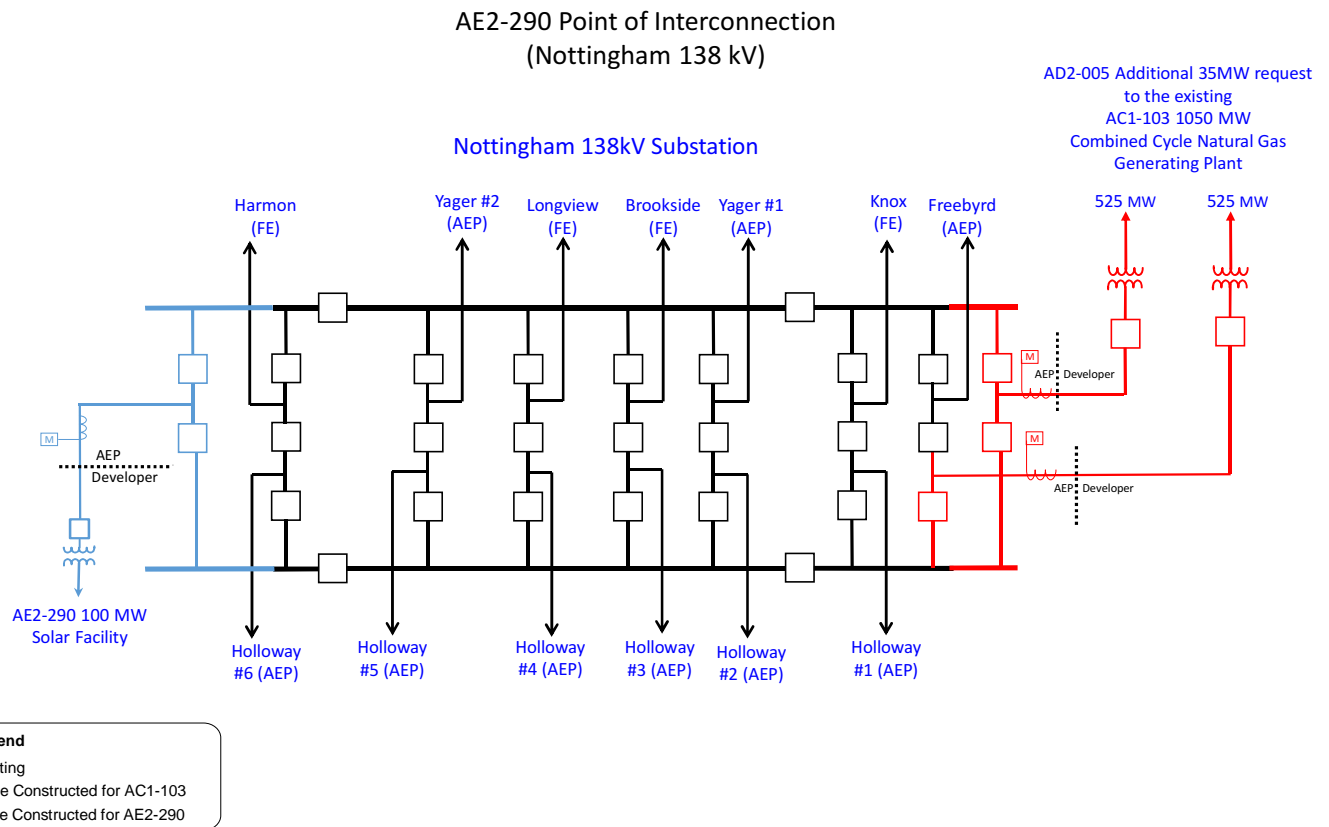 AE2-290 Point of Interconnection
(Nottingham 138 kV)
AD2-005 Additional 35MW request
to the existing
AC1-103 1050 MW
Combined Cycle Natural Gas
Generating Plant
Nottingham 138kV Substation
Harmon
(FE)
Yager #2
(AEP)
Longview
(FE)
Brookside
(FE)
Yager #1
(AEP)
Knox
(FE)
Freebyrd
(AEP)
525 MW
525 MW
M
AEP
Developer
M
AEP
Developer
M
AEP
Developer
AE2-290 100 MW
Solar Facility
Holloway
#6 (AEP)
Holloway
#5 (AEP)
Holloway
#4 (AEP)
Holloway
#3 (AEP)
Holloway
#2 (AEP)
Holloway
#1 (AEP)
end
ting
e Constructed for AC1-103
e Constructed for AE2-290